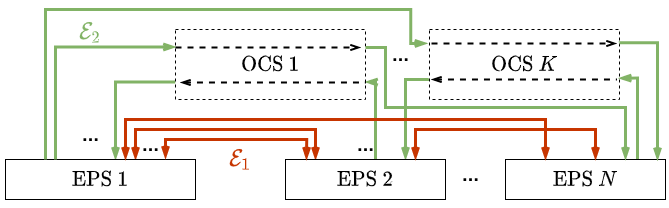 ℰ₂
OCS 1
...
OCS K
...
...
ℰ₁
...
EPS 1
EPS 2
...
EPS N